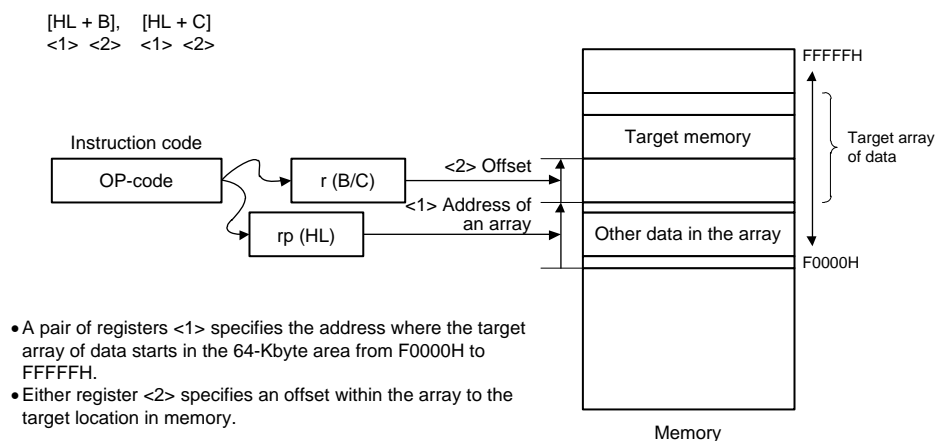 [HL + B], [HL + C]
<1> <2> <1> <2>
FFFFFH
Target memory
Target array
of data
Instruction code
OP-code
r (B/C)
<2> Offset
<1> Address of
an array
rp (HL)
Other data in the array
F0000H
• A pair of registers <1> specifies the address where the target
array of data starts in the 64-Kbyte area from F0000H to
FFFFFH.
• Either register <2> specifies an offset within the array to the
target location in memory.
Memory